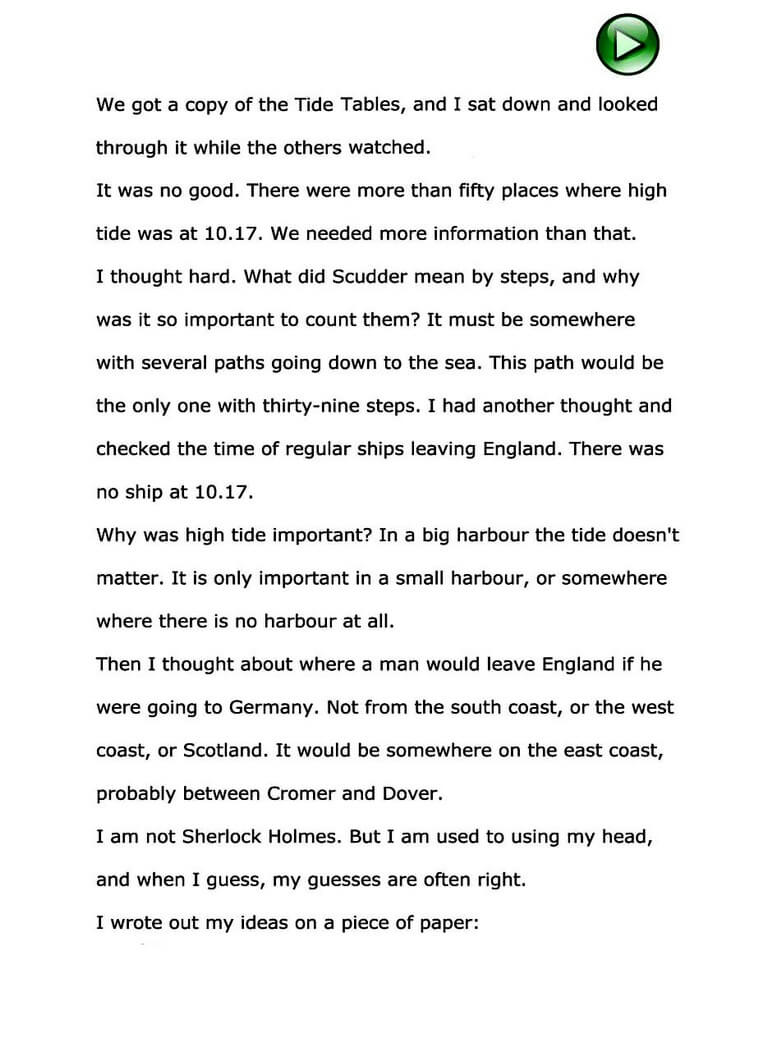 We got a copy of the Tide Tables, and I sat down and looked
through it while the others watched.
It was no good. There were more than fifty places where high
tide was at 10.17. We needed more information than that.
I thought hard. What did Scudder mean by steps, and why
was it so important to count them? It must be somewhere
with several paths going down to the sea. This path would be
the only one with thirty-nine steps. I had another thought and
checked the time of regular ships leaving England. There was
no ship at 10.17.
Why was high tide important? In a big harbour the tide doesn't
matter. It is only important in a small harbour, or somewhere
where there is no harbour at all.
Then I thought about where a man would leave England if he
were going to Germany. Not from the south coast, or the west
coast, or Scotland. It would be somewhere on the east coast,
probably between Cromer and Dover.
I am not Sherlock Holmes. But I am used to using my head,
and when I guess, my guesses are often right.
I wrote out my ideas on a piece of paper: